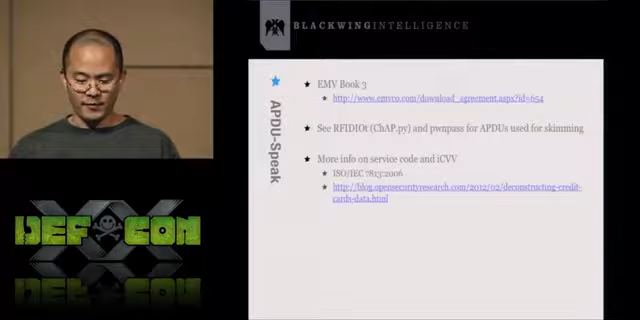 BLACKWINGINTELLIGENCE
APDU-Speak
EMV Book 3
http://www.emvco.com/download_agreement.aspx?id=654
See RFIDIOt (ChAP.py) and pwnpass for APDUs used for skimming
More info on service code and iCVV
ISO/IEC 7813:2006
http://blog.opensecurityresearch.com/2012/02/deconstructing-credit-
cards-data.html
XX
DEF CON